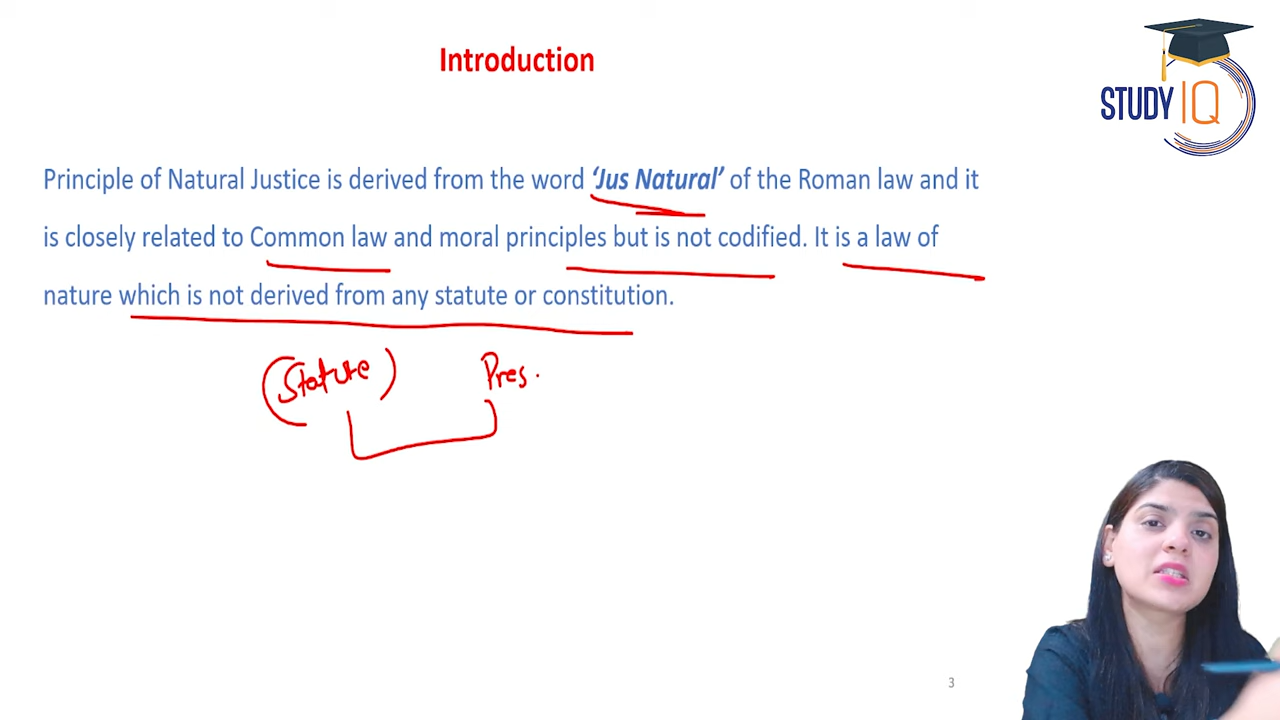 Introduction
STUDY IQ
Principle of Natural Justice is derived from the word ‘Jus Natural’ of the Roman law and it
is closely related to Common law and moral principles but is not codified. It is a law of
nature which is not derived from any statute or constitution.
(Statute) Pres.
3